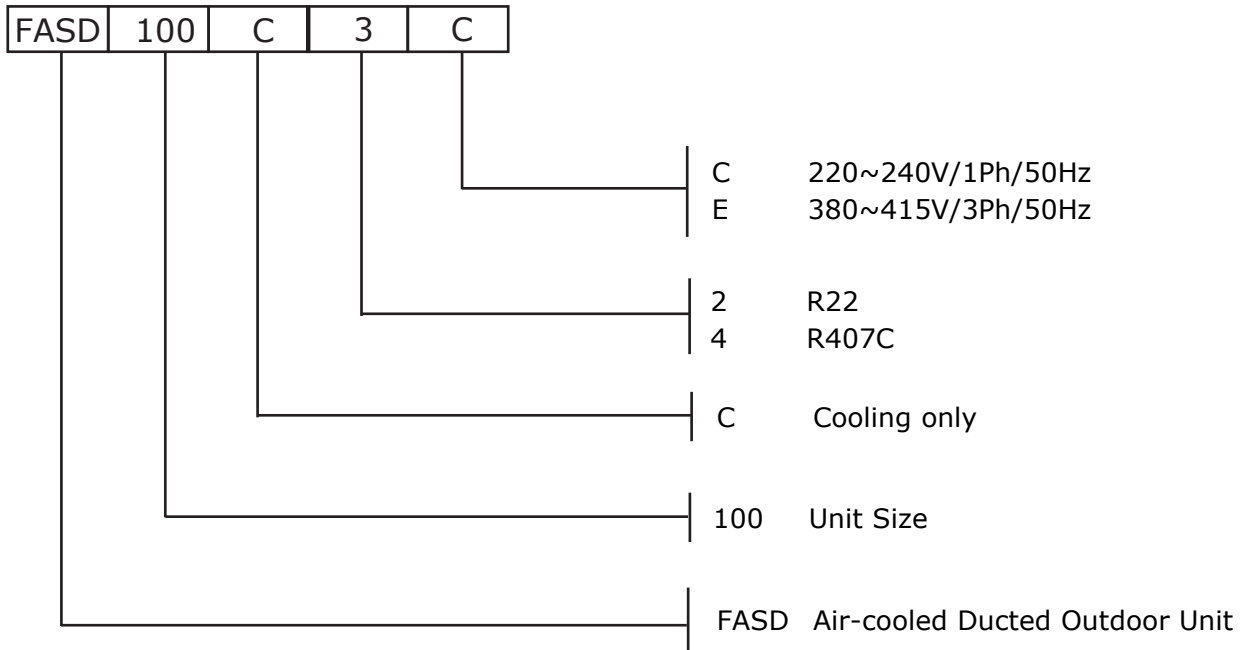 FASD 100 C 3 C
C 220~240V/1Ph/50Hz
E 380~415V/3Ph/50Hz
2 R22
4 R407C
C Cooling only
100 Unit Size
FASD Air-cooled Ducted Outdoor Unit